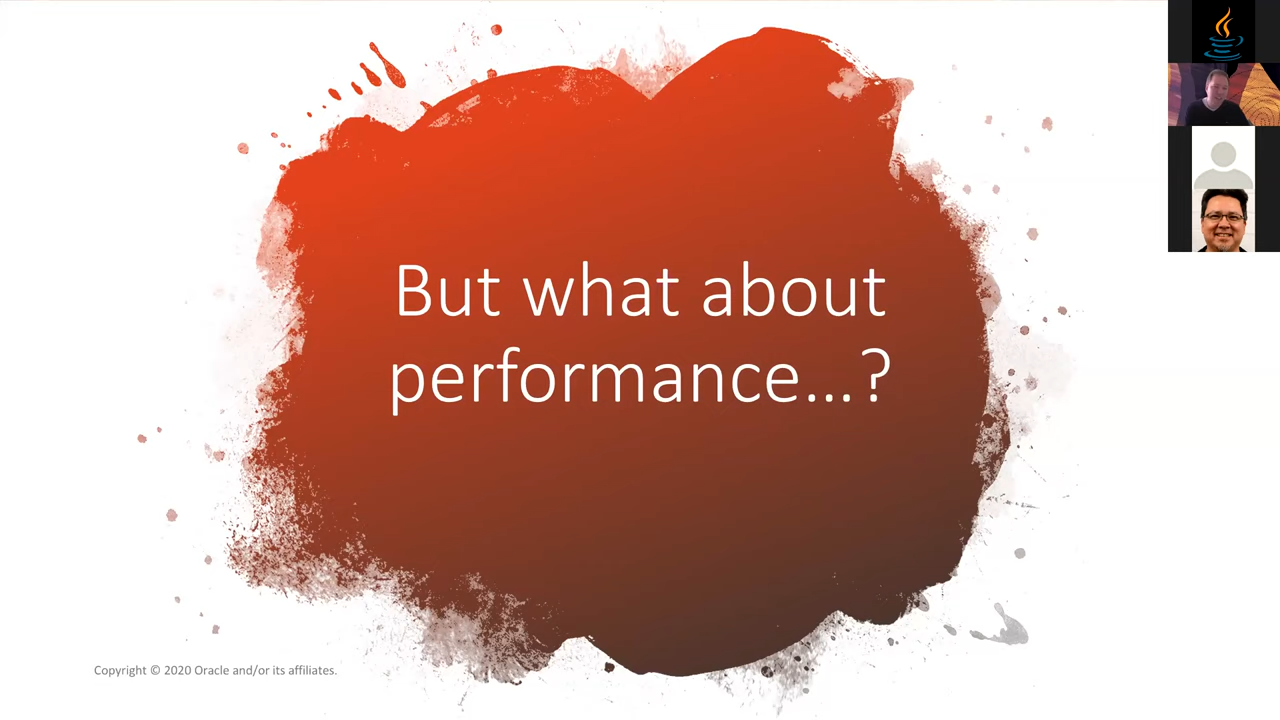 But what about
performance...?
Copyright © 2020 Oracle and/or its affiliates.